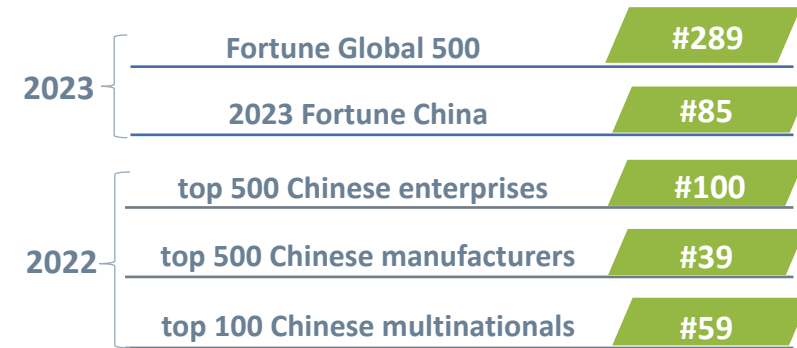 2023
Fortune Global 500 #289
2023 Fortune China #85
2022
top 500 Chinese enterprises #100
top 500 Chinese manufacturers #39
top 100 Chinese multinationals #59